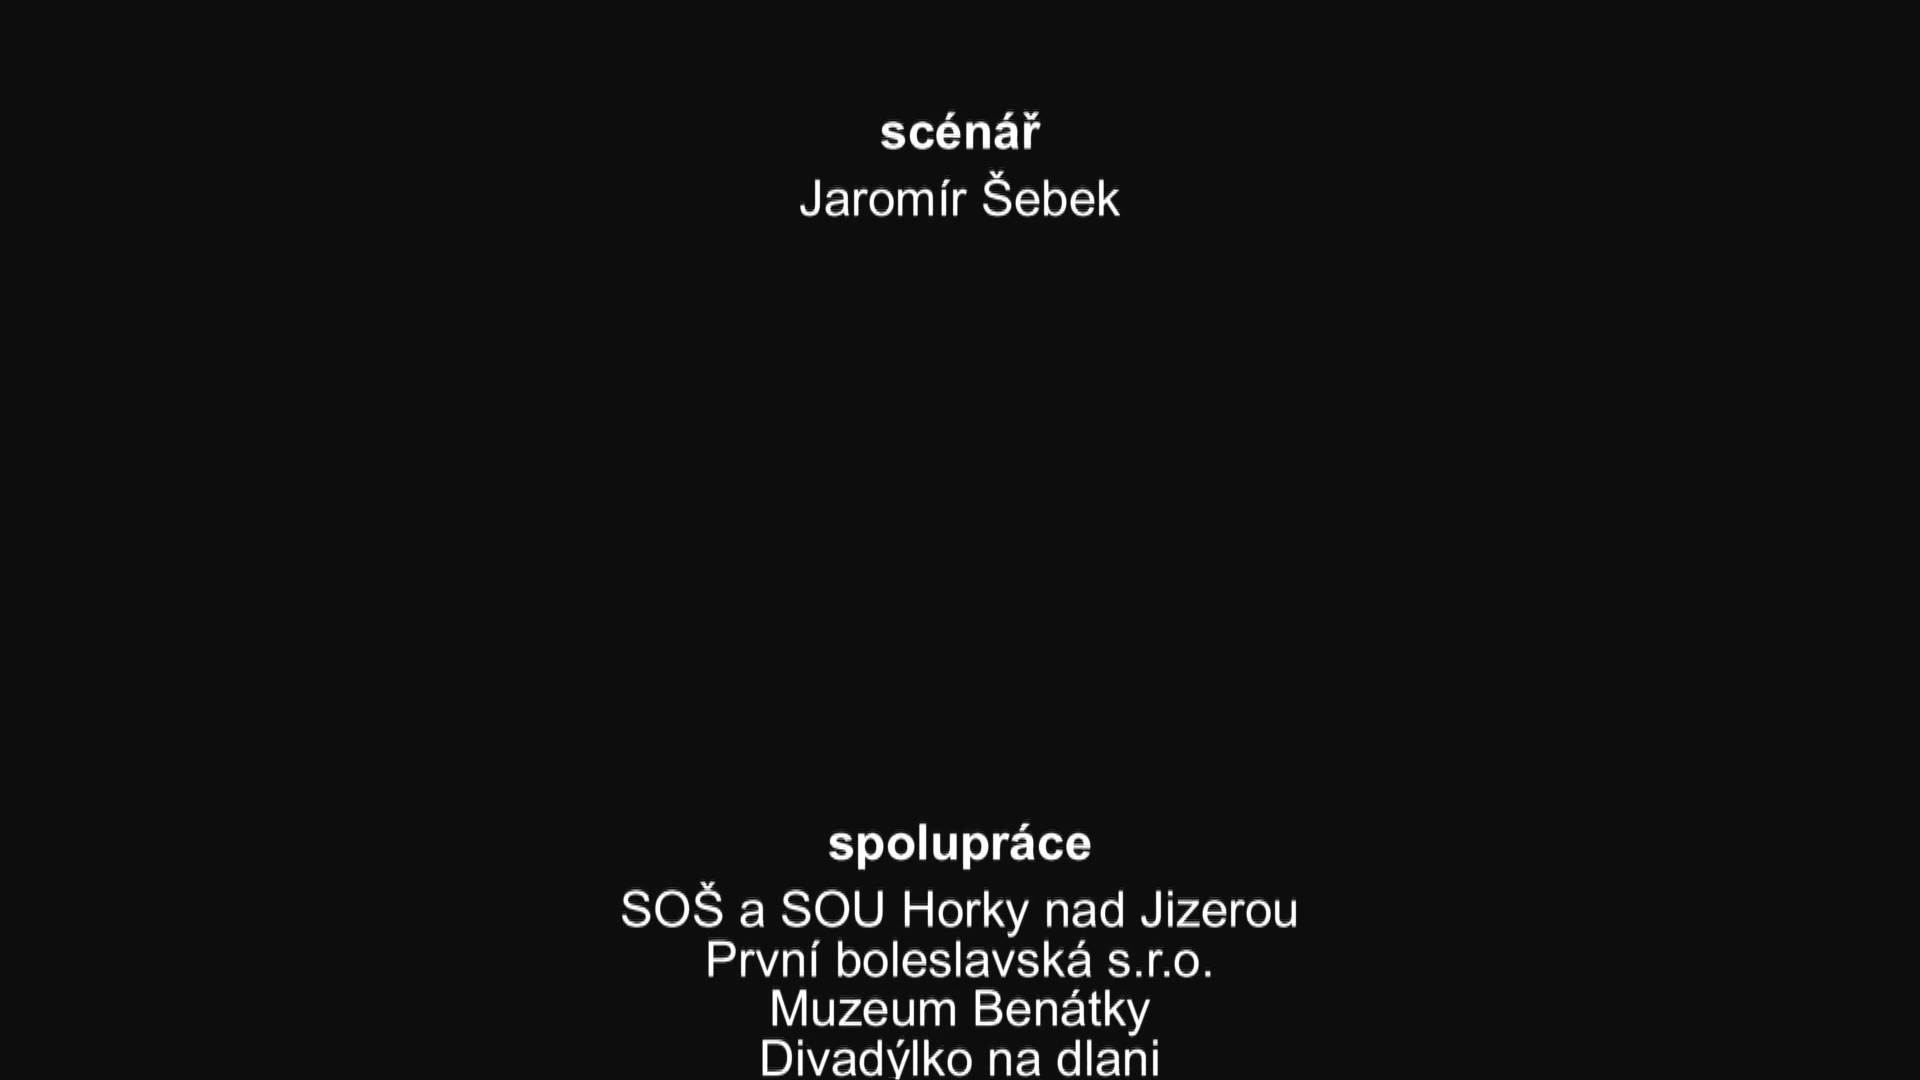 scénář
Jaromír Šebek
spolupráce
SOŠ a SOU Horky nad Jizerou
První boleslavská s.r.o.
Muzeum Benátky
Divadýlko na dlani